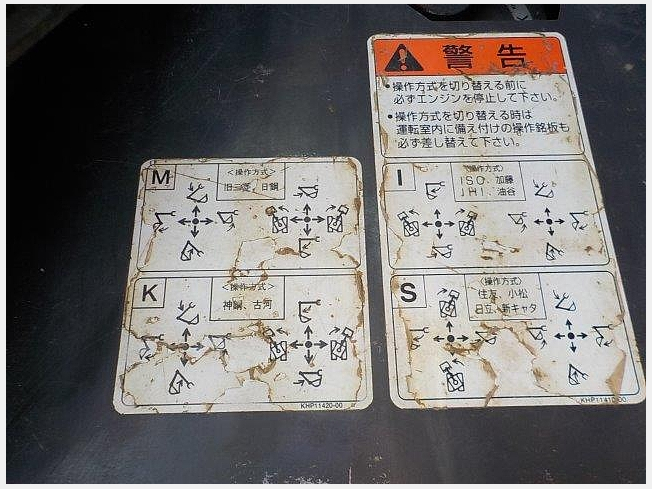 警告
•操作方式を切り替える前に
必ずエンジンを停止して下さい。
•操作方式を切り替える時は
運転室内に備え付けの操作銘板も
必ず差し替えて下さい。
M
<操作方式>
旧三菱、日鋼
I
<操作方式>
ISO、加藤
IHI、油谷
K
<操作方式>
神鋼、古河
S
<操作方式>
住友、小松
日立、新キャタ
KHP11420-00
KHP11410-00